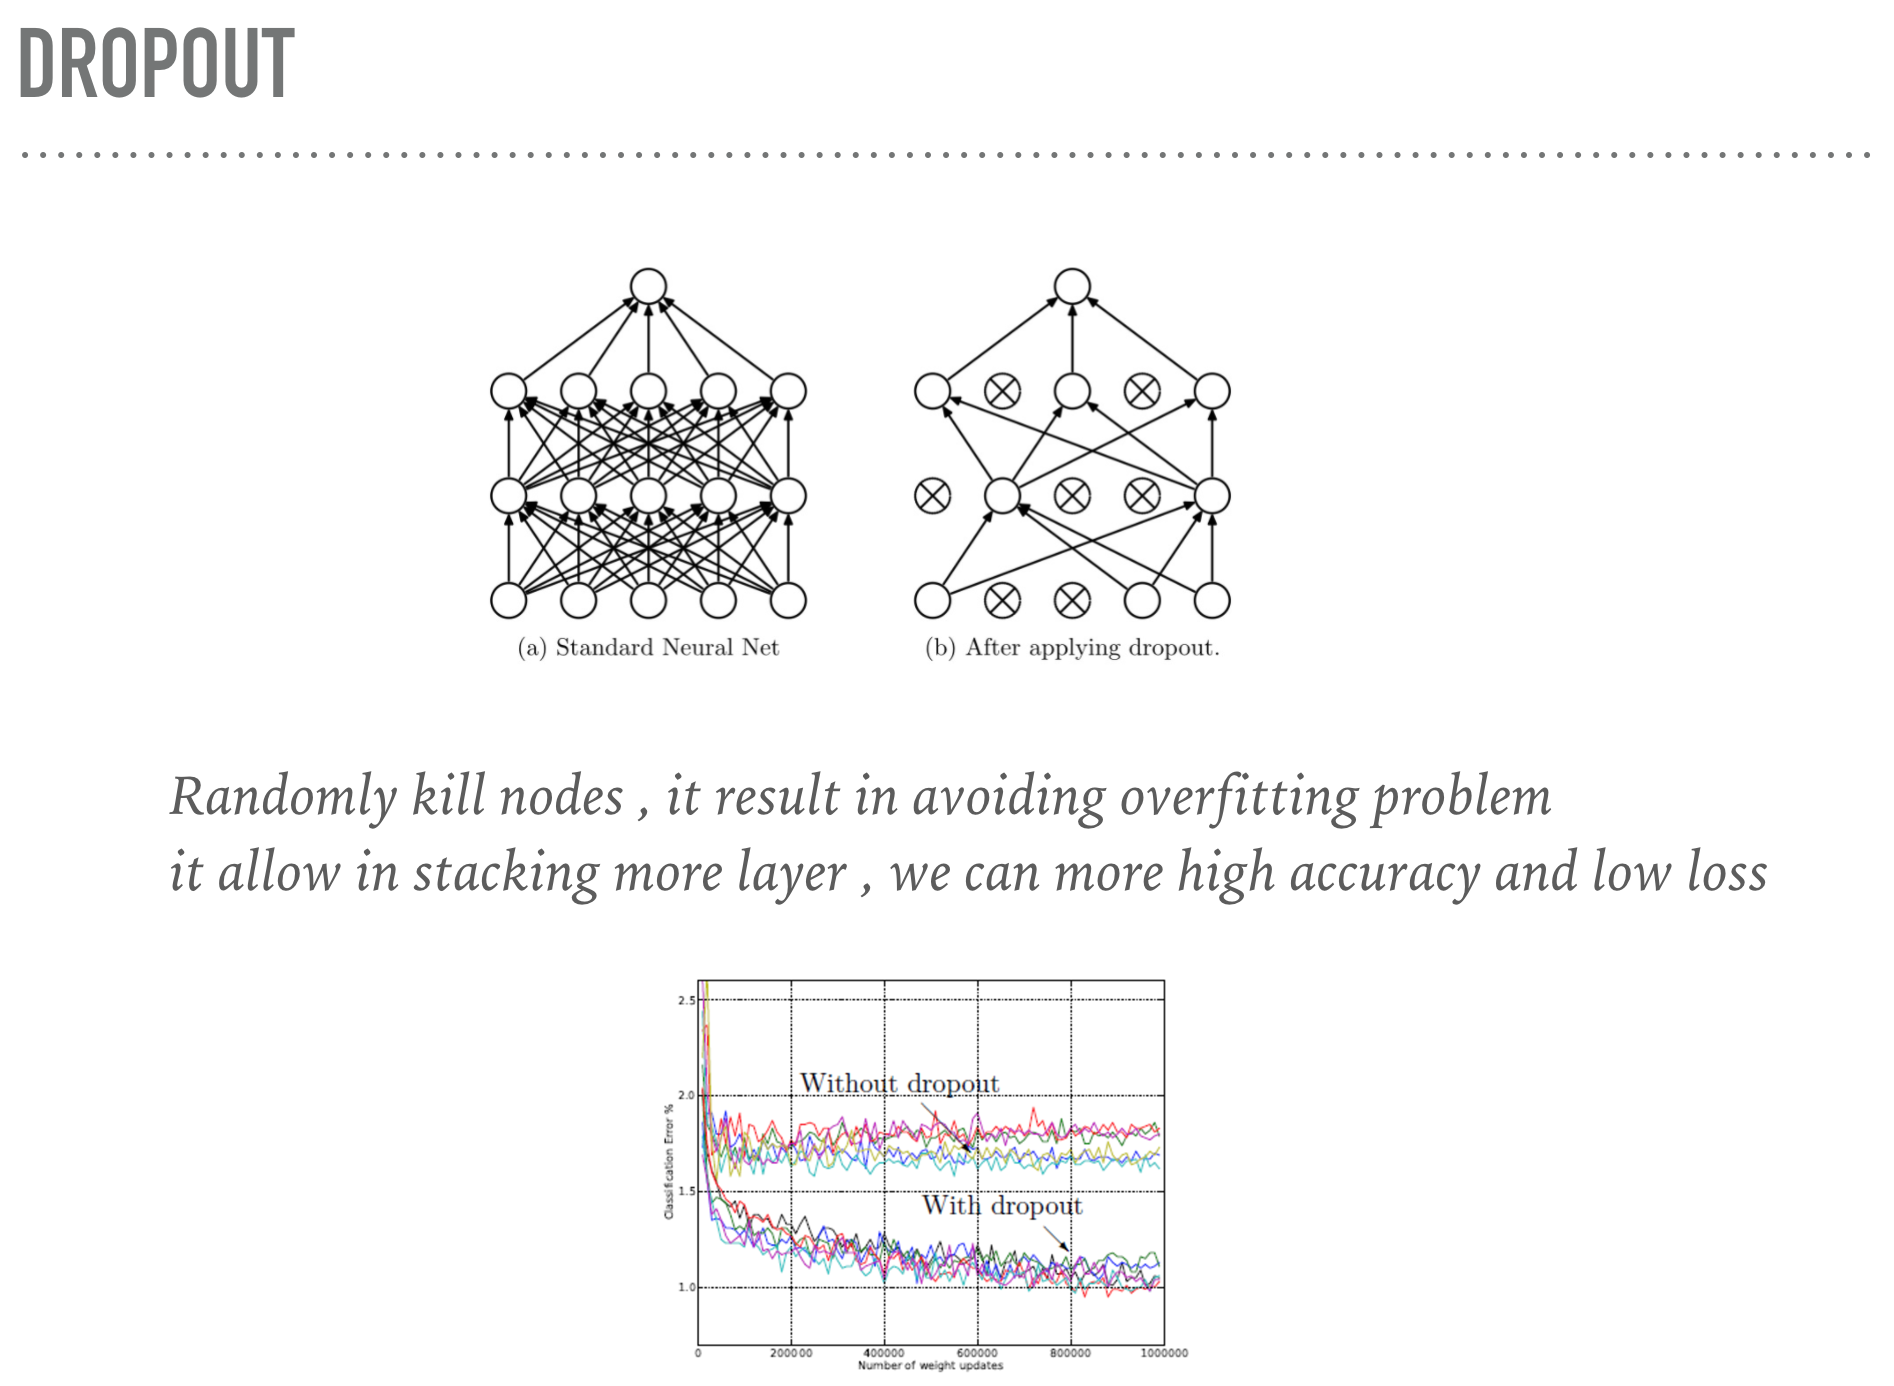 DROPOUT
(a) Standard Neural Net
(b) After applying dropout.
Randomly kill nodes , it result in avoiding overfitting problem
it allow in stacking more layer , we can more high accuracy and low loss
2.5
Without dropout
2.0
Classification Error %
1.5
With dropout
1.0
0 200000 400000 600000 800000 1000000
Number of weight updates